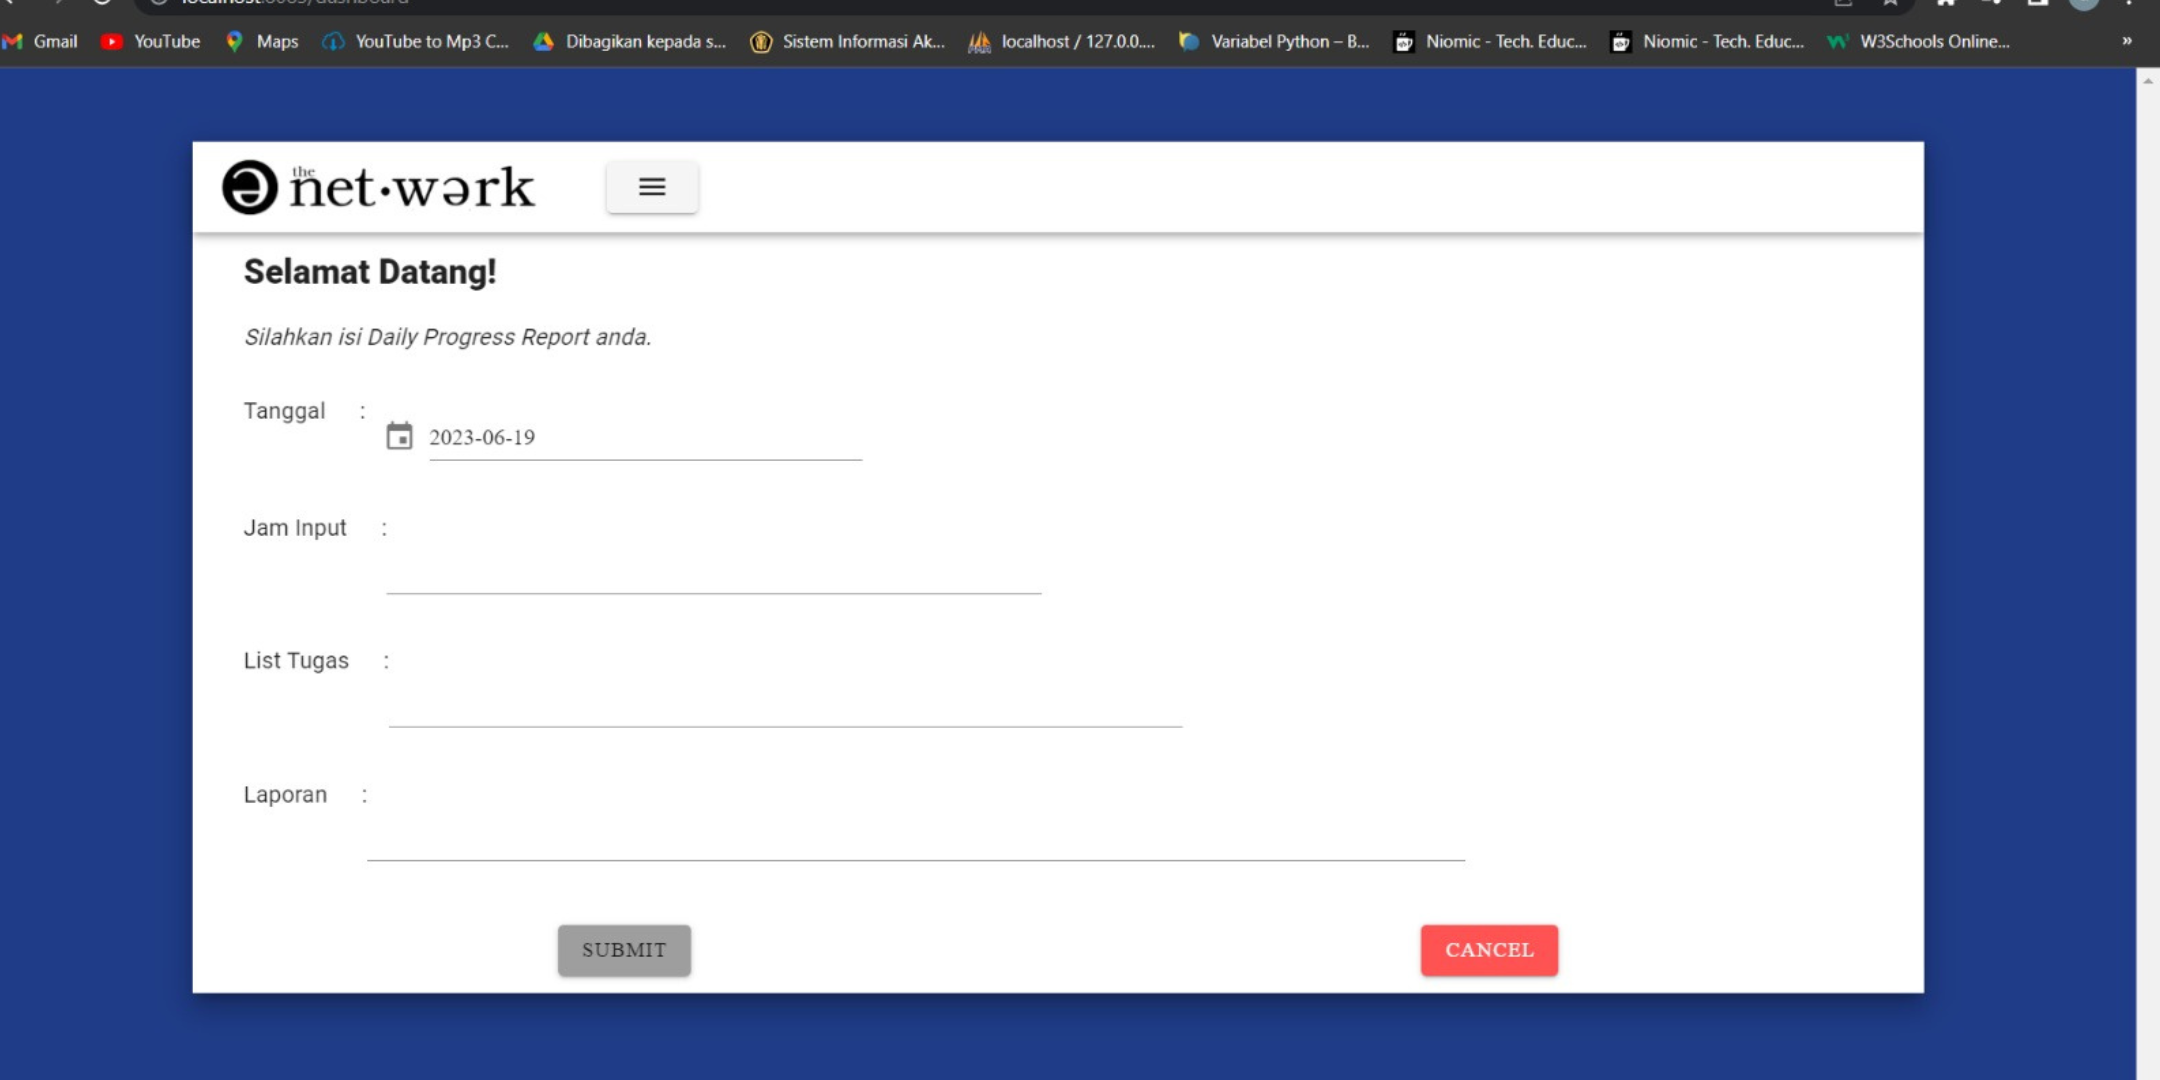 Gmail YouTube Maps YouTube to Mp3 C... Dibagikan kepada s... Sistem Informasi Ak... localhost / 127.0.0.... Variabel Python – B... Niomic - Tech. Educ... Niomic - Tech. Educ... W3Schools Online... »
the net·wərk
Selamat Datang!
Silahkan isi Daily Progress Report anda.
Tanggal :
2023-06-19
Jam Input :
List Tugas :
Laporan :
SUBMIT CANCEL